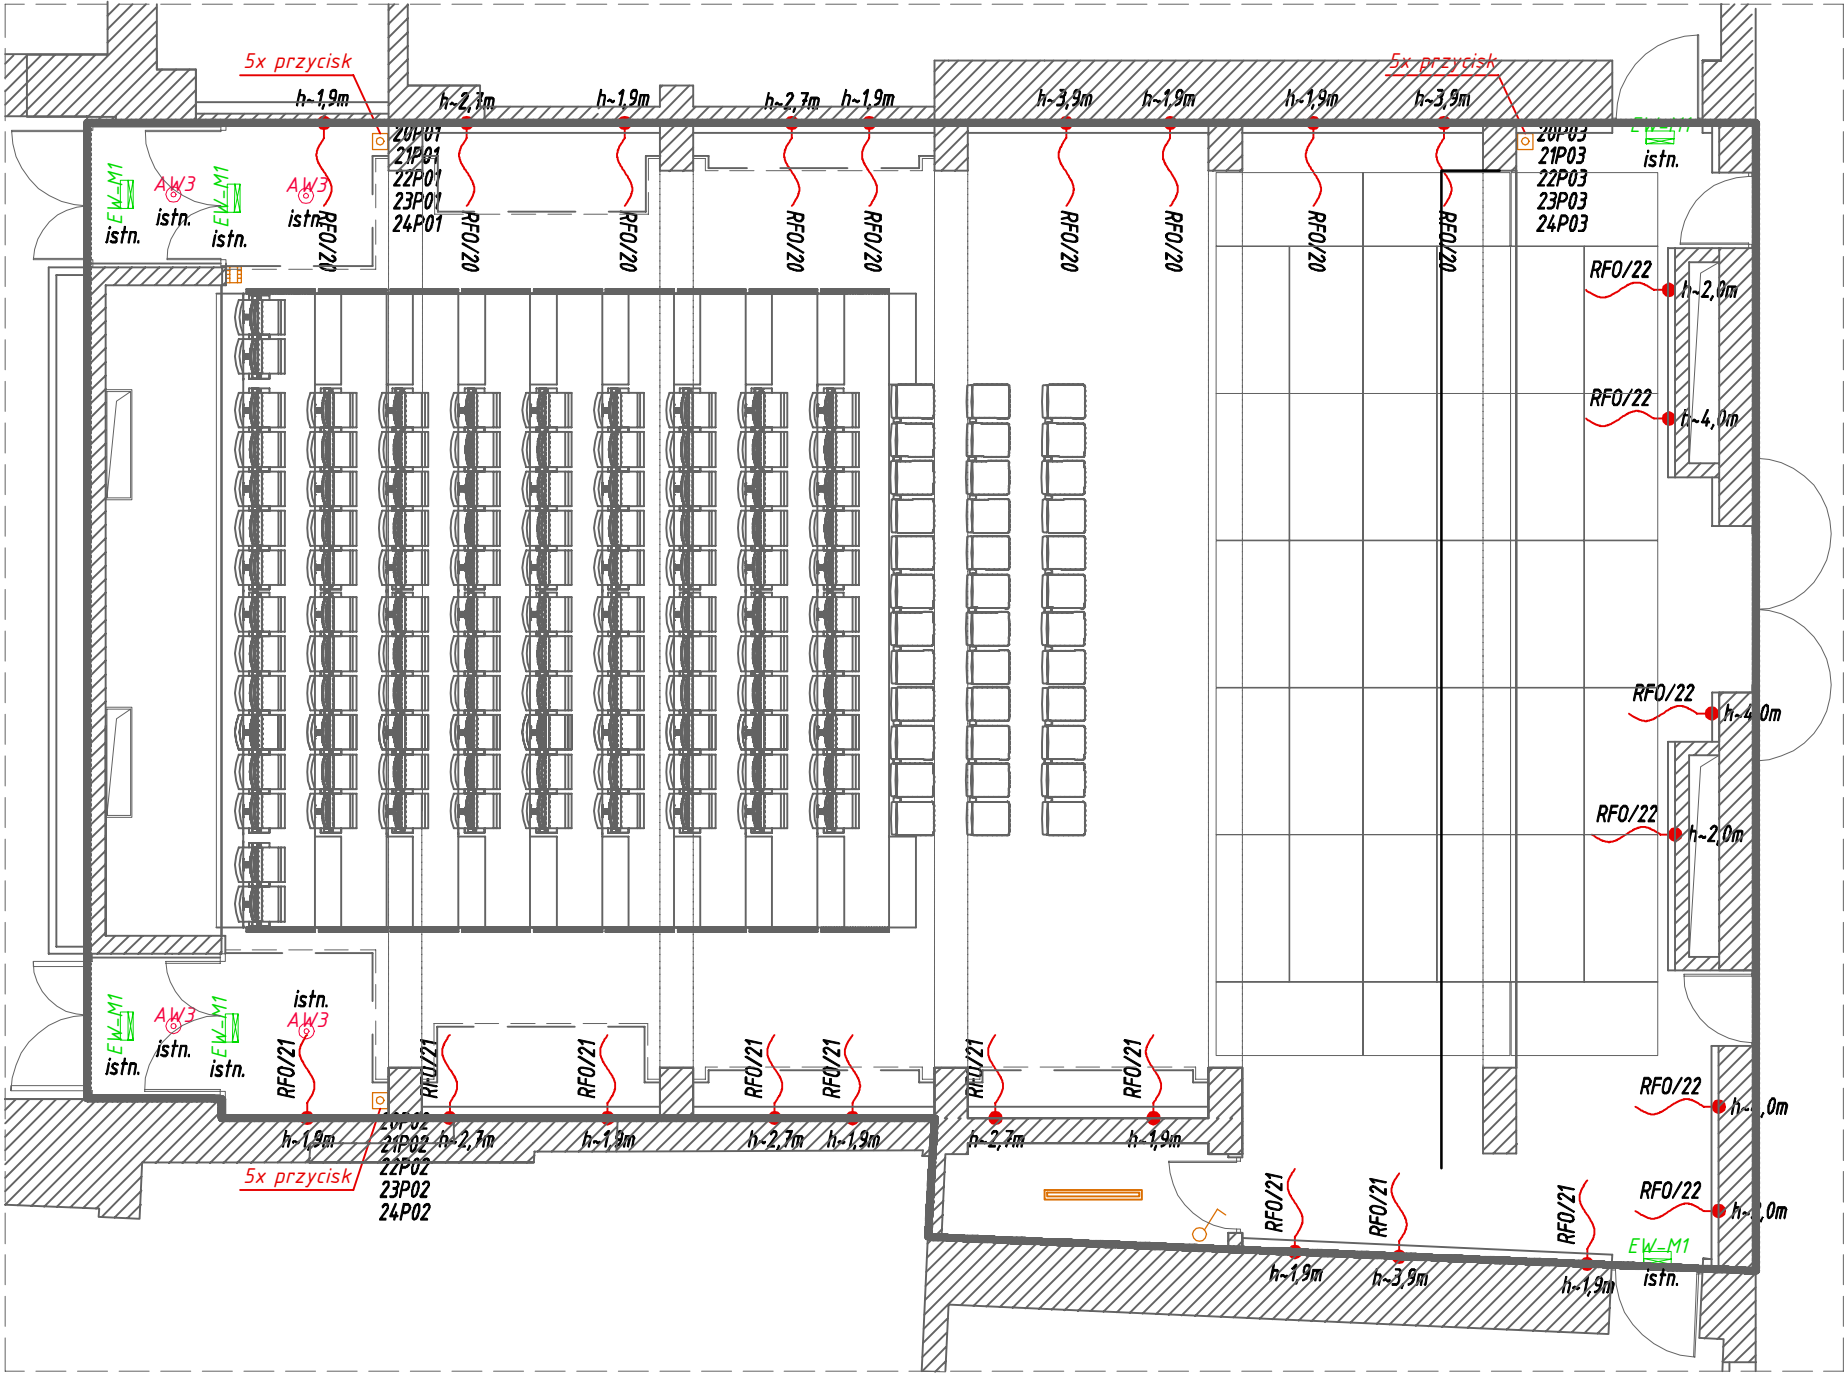 5x przycisk
5x przycisk
h~1,9m
h~2,7m
h~1,9m
h~2,7m
h~1,9m
h~3,9m
h~1,9m
h~1,9m
h~3,9m
20P01
21P01
22P01
23P01
24P01
20P03
21P03
22P03
23P03
24P03
EW-M1
istn.
EW-M1
istn.
AW3
istn.
EW-M1
istn.
AW3
istn.
RFO/20
RFO/20
RFO/20
RFO/20
RFO/20
RFO/20
RFO/20
RFO/20
RFO/20
RFO/22
h~2,0m
RFO/22
h~4,0m
RFO/22
h~4,0m
RFO/22
h~2,0m
EW-M1
istn.
AW3
istn.
EW-M1
istn.
istn.
AW3
RFO/21
RFO/21
RFO/21
RFO/21
RFO/21
RFO/21
RFO/21
RFO/22
RFO/22
h~1,9m
h~2,7m
h~1,9m
h~2,7m
h~1,9m
h~2,7m
h~1,9m
20P02
21P02
22P02
23P02
24P02
5x przycisk
RFO/21
RFO/21
RFO/21
h~1,9m
h~3,9m
h~1,9m
EW-M1
istn.